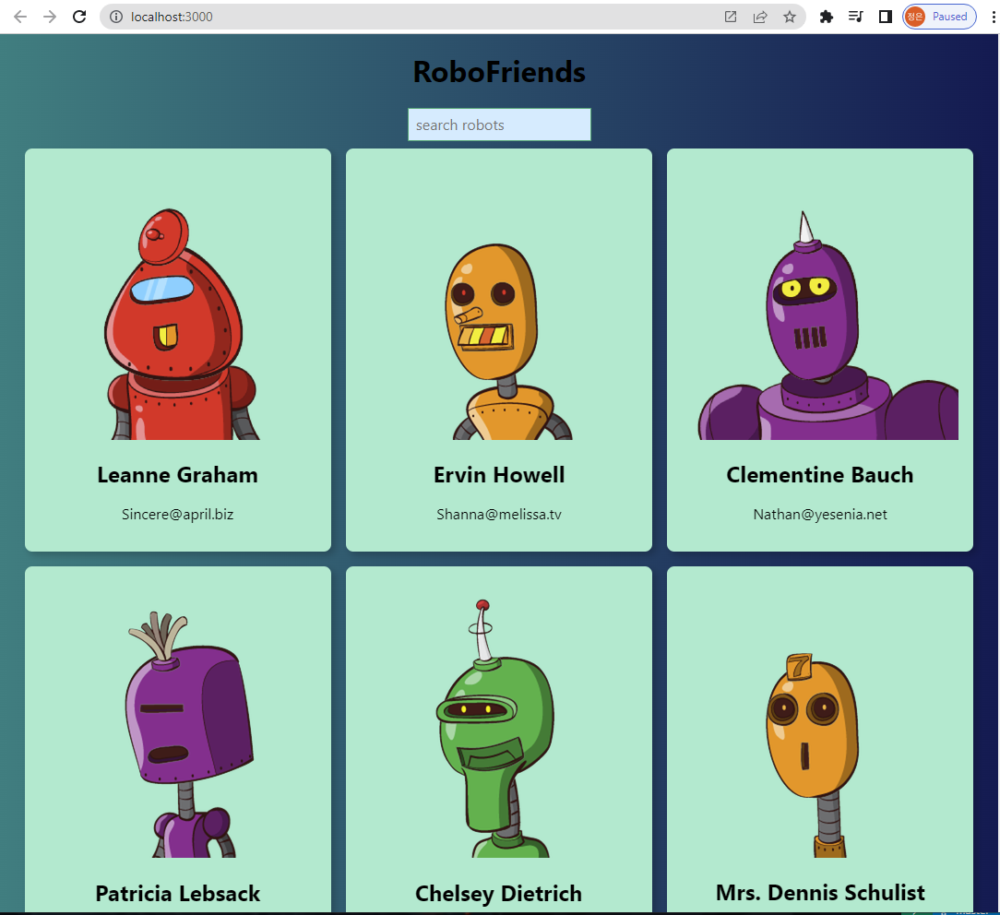 localhost:3000
정은 Paused
RoboFriends
search robots
Leanne Graham
Sincere@april.biz
Ervin Howell
Shanna@melissa.tv
Clementine Bauch
Nathan@yesenia.net
7
Patricia Lebsack
Chelsey Dietrich
Mrs. Dennis Schulist